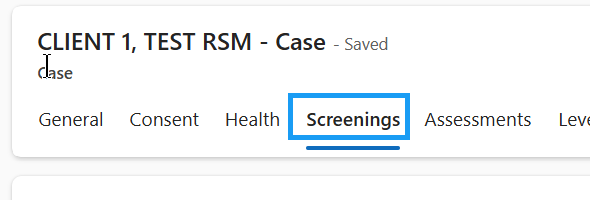 CLIENT 1, TEST RSM - Case - Saved
Case
General Consent Health Screenings Assessments Leve